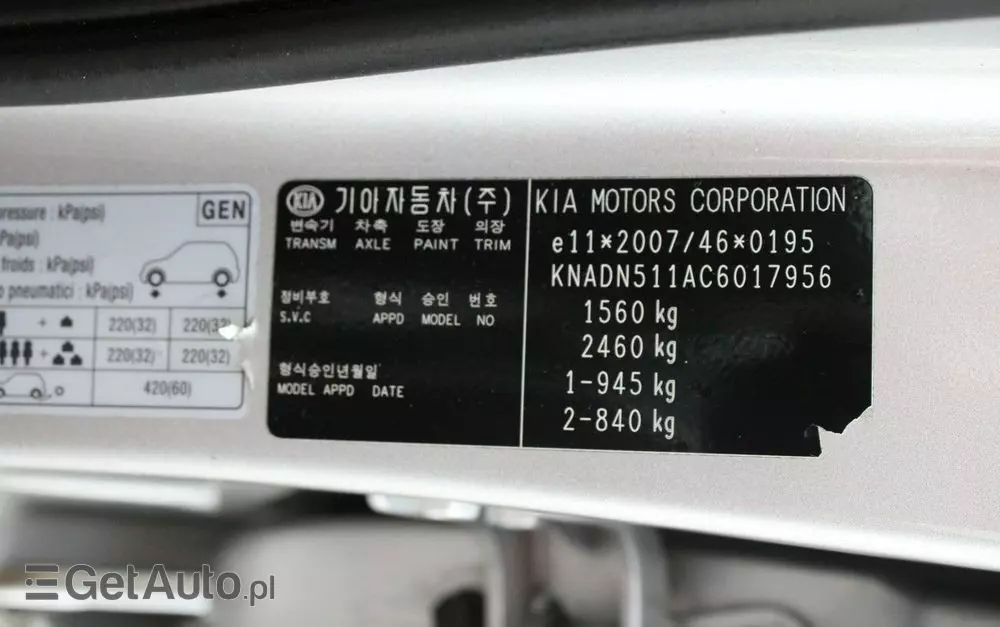 ressure : kPa(psi) GEN
Pa(psi)
froids : kPa(psi)
o pneumatici : kPa(psi)
+ 220(32) 220(32)
+ 220(32) 220(32)
420(60)
KIA 기아자동차(주)
변속기 차축 도장 의장
TRANSM AXLE PAINT TRIM
정비부호 형식 승인 번호
S.V.C APPD MODEL NO
형식승인년월일
MODEL APPD DATE
KIA MOTORS CORPORATION
e11*2007/46*0195
KNADN511AC6017956
1560 kg
2460 kg
1-945 kg
2-840 kg
GetAuto.pl